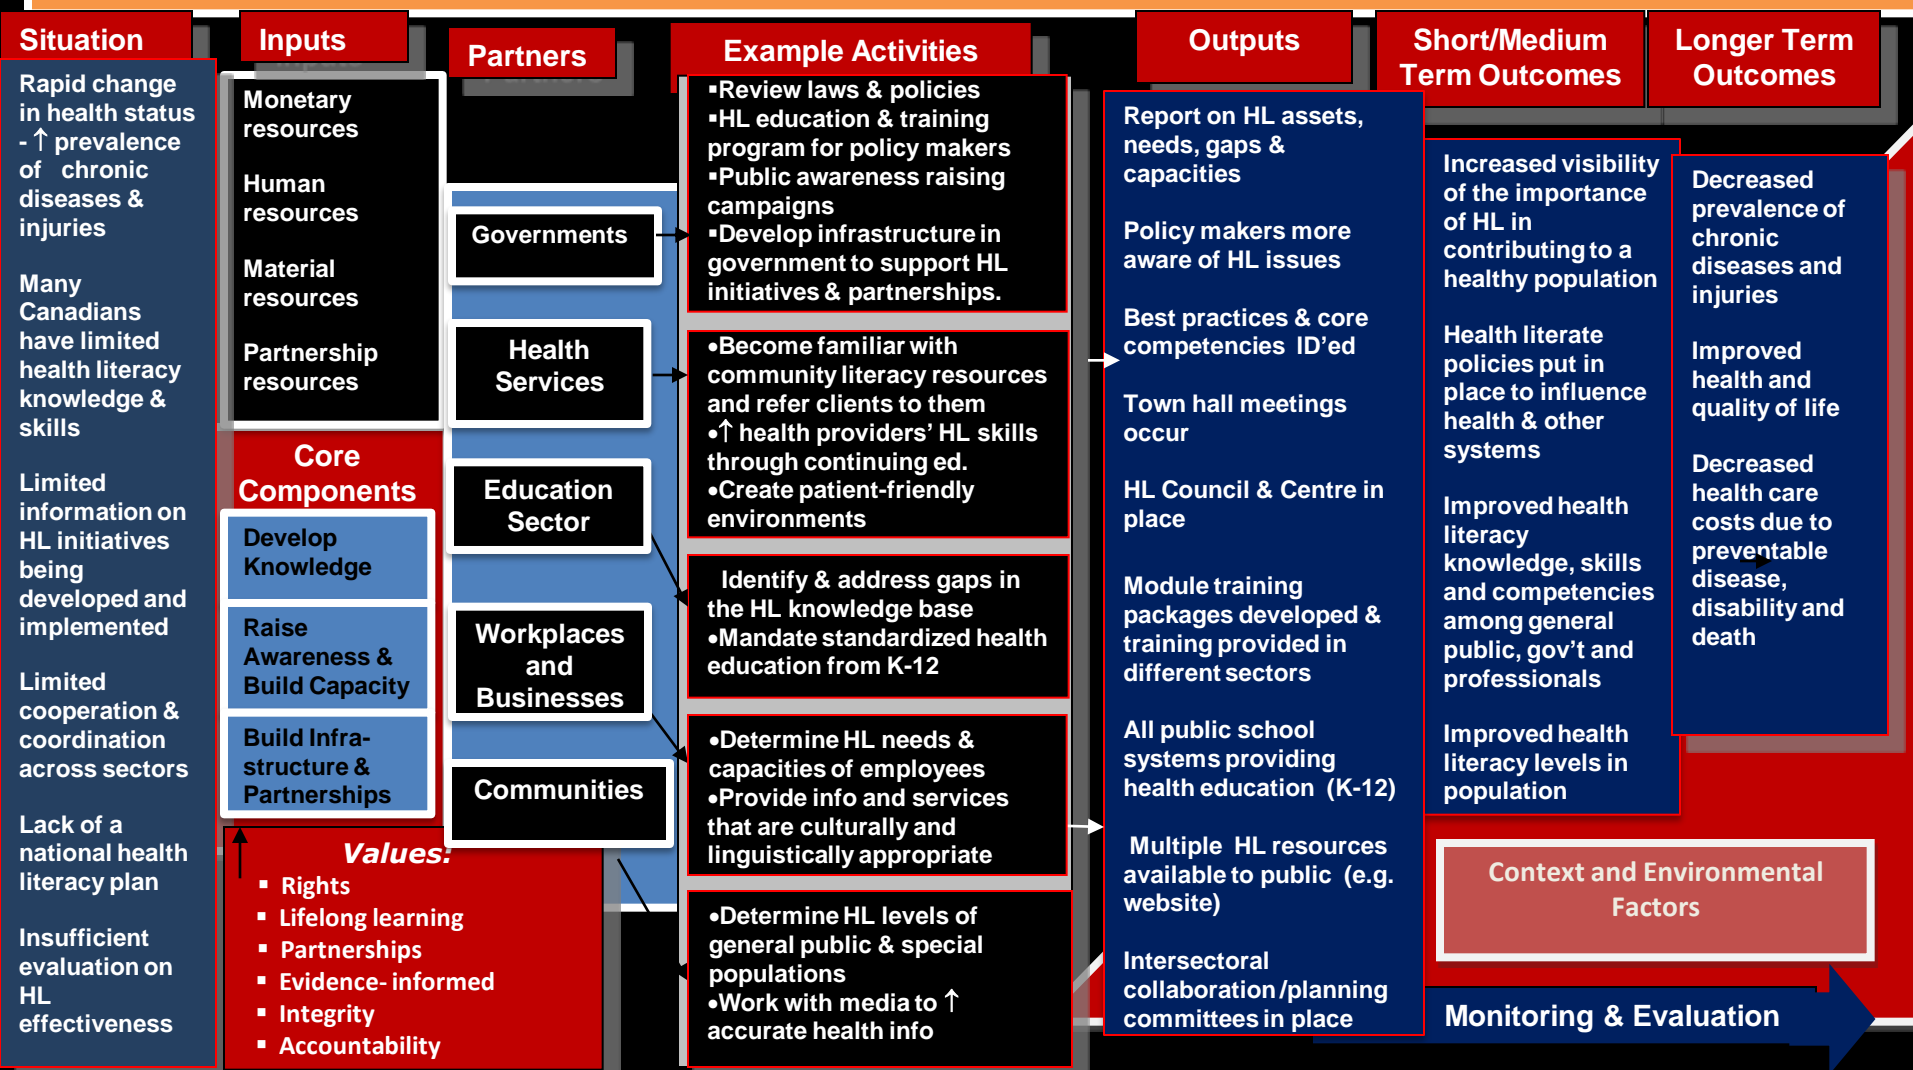 Situation
Rapid change
in health status
- ↑ prevalence
of chronic
diseases &
injuries
Many
Canadians
have limited
health literacy
knowledge &
skills
Limited
information on
HL initiatives
being
developed and
implemented
Limited
cooperation &
coordination
across sectors
Lack of a
national health
literacy plan
Insufficient
evaluation on
HL
effectiveness
Inputs
Monetary
resources
Human
resources
Material
resources
Partnership
resources
Core
Components
Develop
Knowledge
Raise
Awareness &
Build Capacity
Build Infra-
structure &
Partnerships
Values:
▪ Rights
▪ Lifelong learning
▪ Partnerships
▪ Evidence- informed
▪ Integrity
▪ Accountability
Partners
Governments
Health
Services
Education
Sector
Workplaces
and
Businesses
Communities
Example Activities
▪Review laws & policies
▪HL education & training
program for policy makers
▪Public awareness raising
campaigns
▪Develop infrastructure in
government to support HL
initiatives & partnerships.
•Become familiar with
community literacy resources
and refer clients to them
•↑ health providers’ HL skills
through continuing ed.
•Create patient-friendly
environments
Identify & address gaps in
the HL knowledge base
•Mandate standardized health
education from K-12
•Determine HL needs &
capacities of employees
•Provide info and services
that are culturally and
linguistically appropriate
•Determine HL levels of
general public & special
populations
•Work with media to ↑
accurate health info
Outputs
Report on HL assets,
needs, gaps &
capacities
Policy makers more
aware of HL issues
Best practices & core
competencies ID’ed
Town hall meetings
occur
HL Council & Centre in
place
Module training
packages developed &
training provided in
different sectors
All public school
systems providing
health education (K-12)
Multiple HL resources
available to public (e.g.
website)
Intersectoral
collaboration/planning
committees in place
Short/Medium
Term Outcomes
Increased visibility
of the importance
of HL in
contributing to a
healthy population
Health literate
policies put in
place to influence
health & other
systems
Improved health
literacy
knowledge, skills
and competencies
among general
public, gov’t and
professionals
Improved health
literacy levels in
population
Longer Term
Outcomes
Decreased
prevalence of
chronic
diseases and
injuries
Improved
health and
quality of life
Decreased
health care
costs due to
preventable
disease,
disability and
death
Context and Environmental
Factors
Monitoring & Evaluation